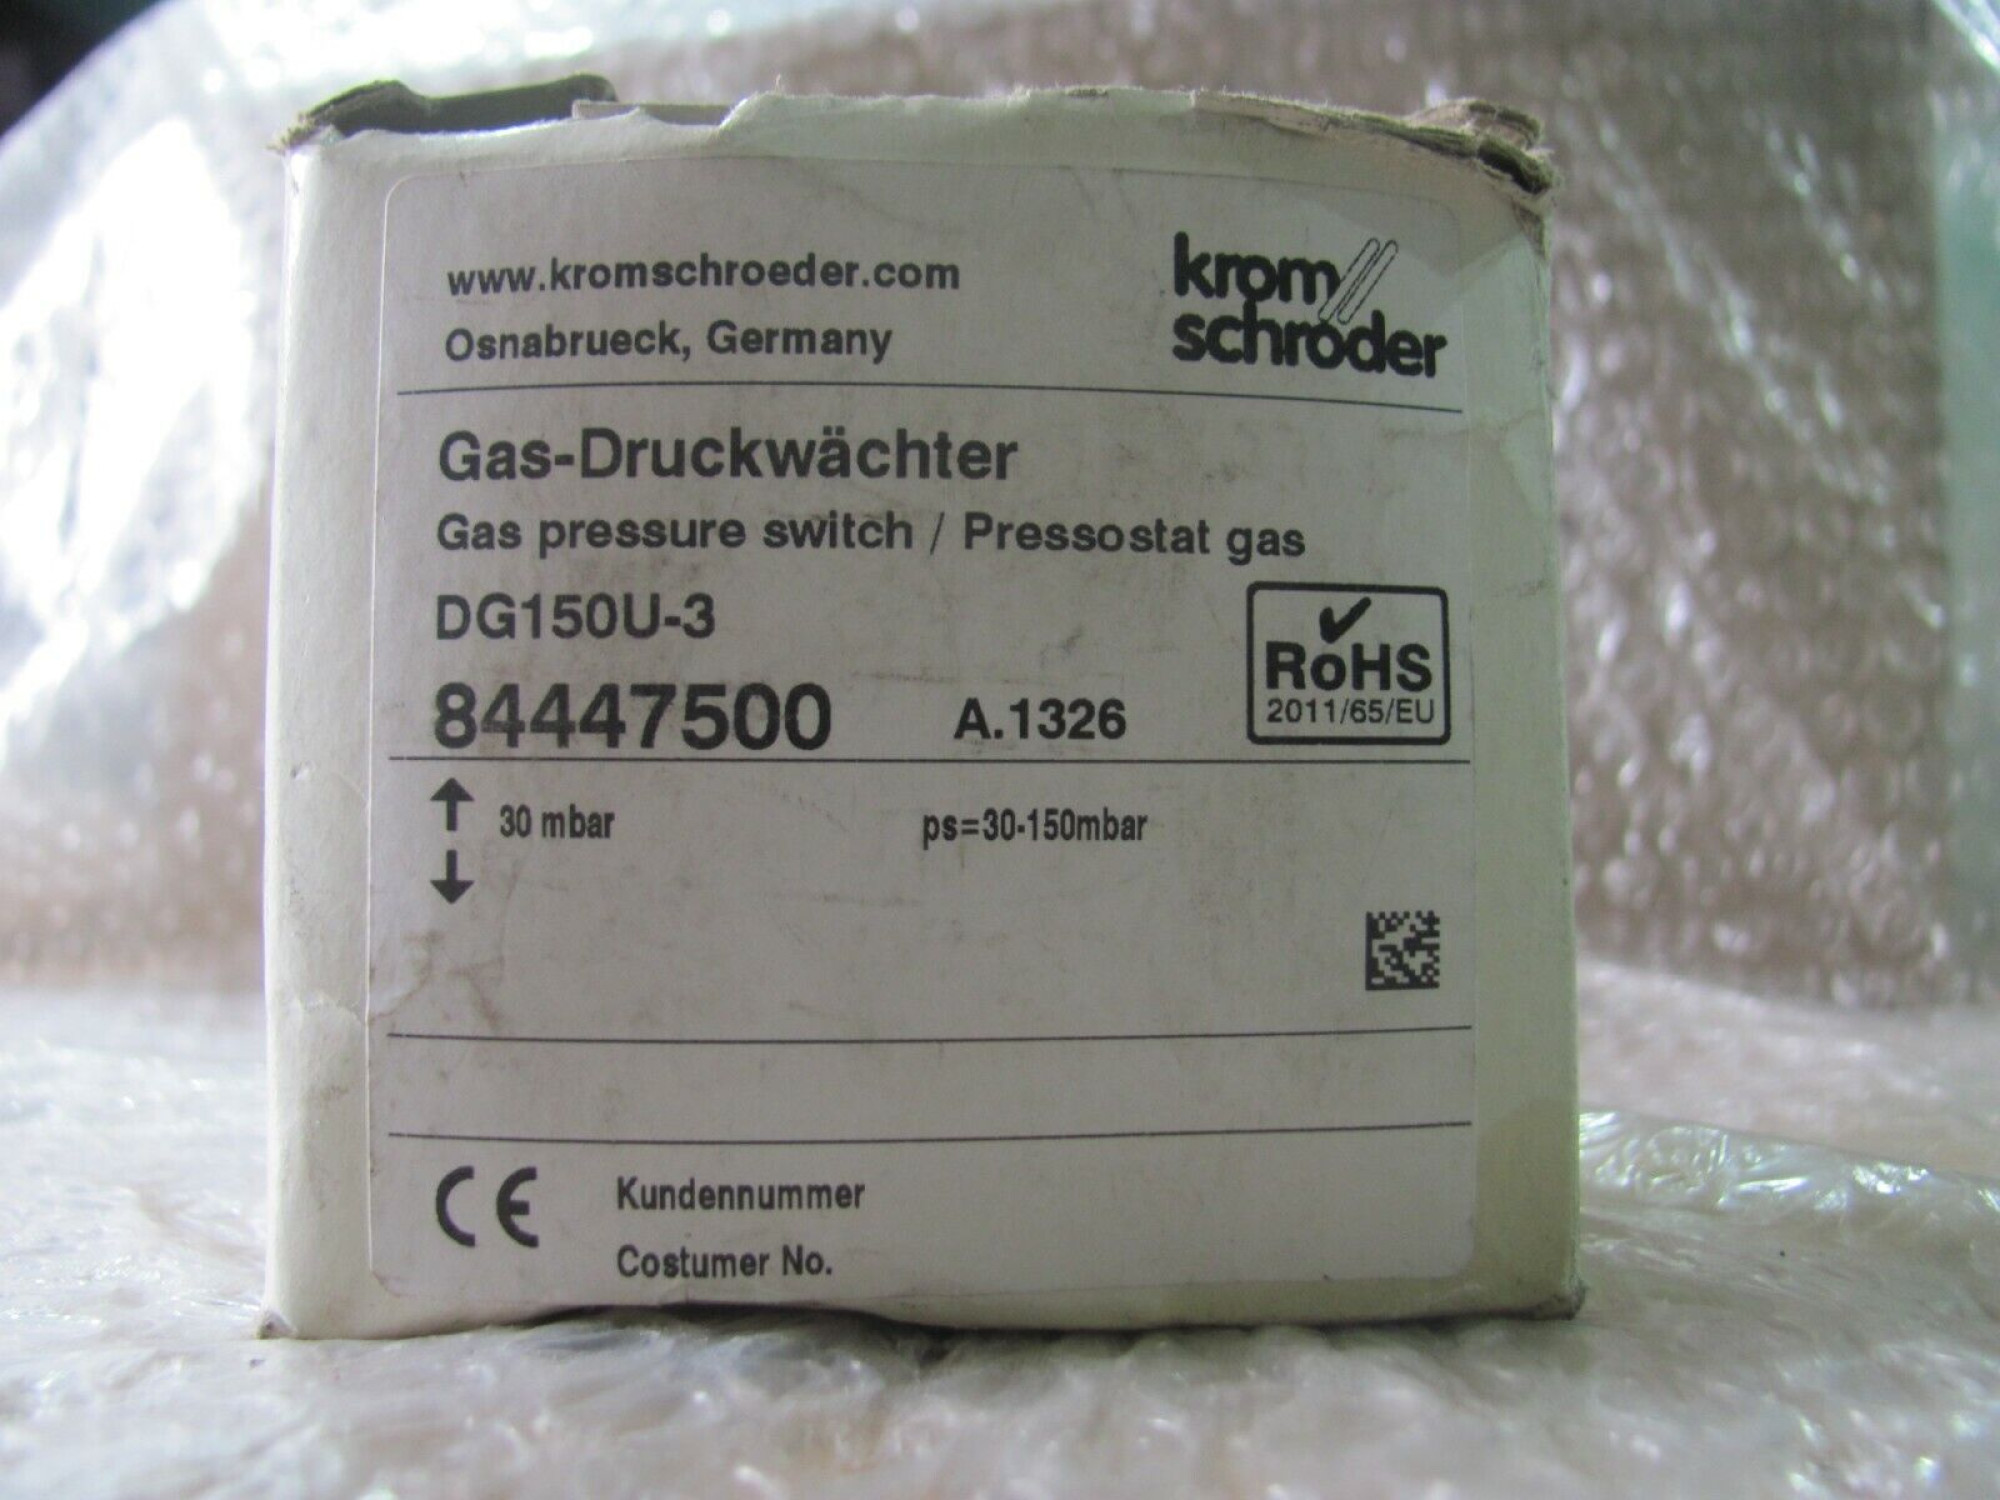 www.kromschroeder.com
Osnabrueck, Germany
krom
schröder
Gas-Druckwächter
Gas pressure switch / Pressostat gas
DG150U-3
84447500 A.1326
RoHS
2011/65/EU
30 mbar ps=30-150mbar
CE Kundennummer
Costumer No.